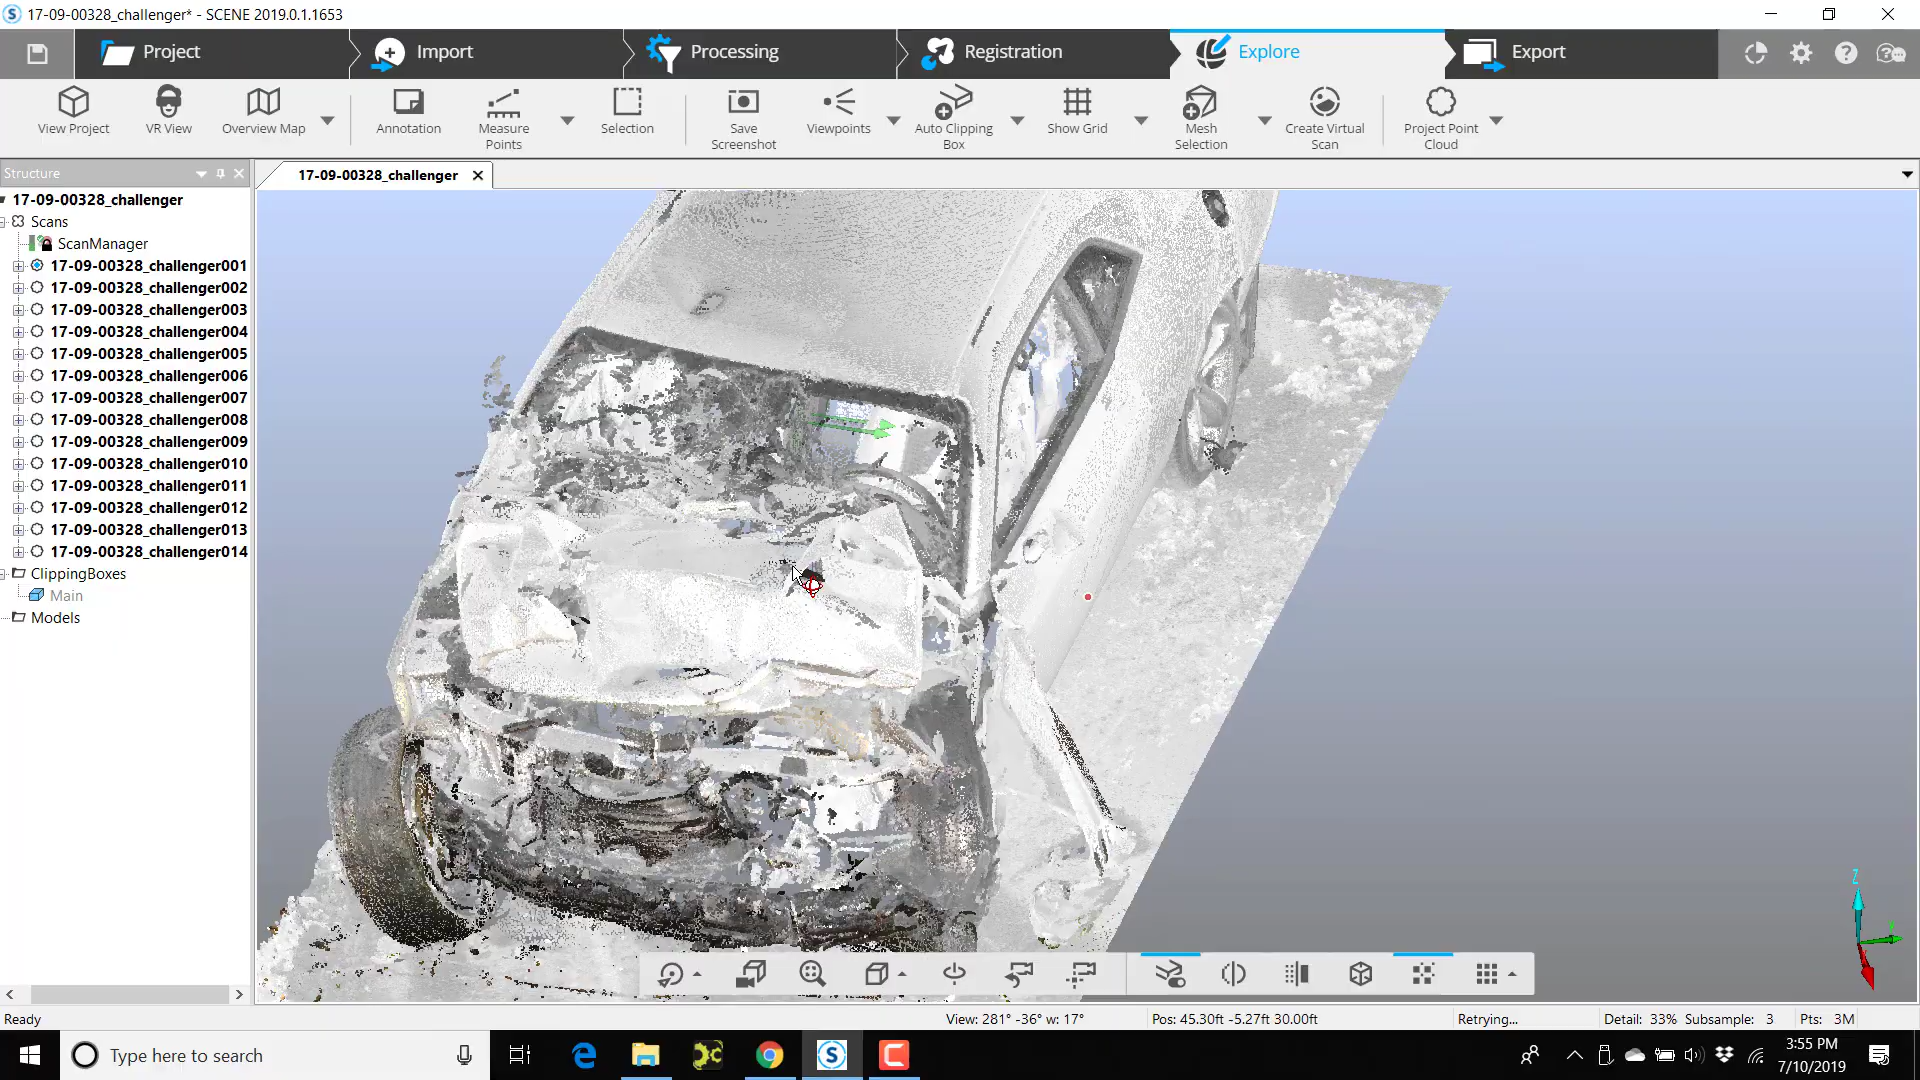 17-09-00328_challenger* - SCENE 2019.0.1.1653
Project
Import
Processing
Registration
Explore
Export
View Project
VR View
Overview Map
Annotation
Measure Points
Selection
Save Screenshot
Viewpoints
Auto Clipping Box
Show Grid
Mesh Selection
Create Virtual Scan
Project Point Cloud
Structure
17-09-00328_challenger
17-09-00328_challenger
Scans
ScanManager
17-09-00328_challenger001
17-09-00328_challenger002
17-09-00328_challenger003
17-09-00328_challenger004
17-09-00328_challenger005
17-09-00328_challenger006
17-09-00328_challenger007
17-09-00328_challenger008
17-09-00328_challenger009
17-09-00328_challenger010
17-09-00328_challenger011
17-09-00328_challenger012
17-09-00328_challenger013
17-09-00328_challenger014
ClippingBoxes
Main
Models
Z
Ready
View: 281° -36° w: 17°
Pos: 45.30ft -5.27ft 30.00ft
Retrying...
Detail: 33% Subsample: 3
Pts: 3M
Type here to search
3:55 PM
7/10/2019